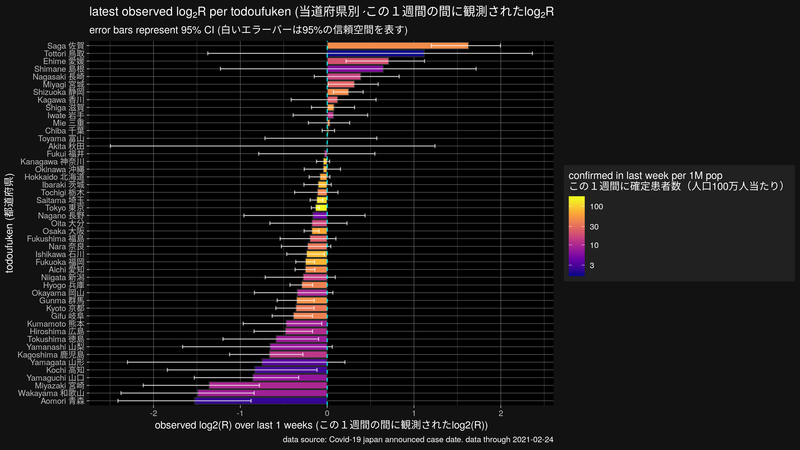 latest observed log2R per todoufuken (当道府県別 この１週間の間に観測されたlog2R
error bars represent 95% CI (白いエラーバーは95%の信頼空間を表す)
todoufuken (都道府県)
Saga 佐賀
Tottori 鳥取
Ehime 愛媛
Shimane 島根
Nagasaki 長崎
Miyagi 宮城
Shizuoka 静岡
Kagawa 香川
Shiga 滋賀
Iwate 岩手
Mie 三重
Chiba 千葉
Toyama 富山
Akita 秋田
Fukui 福井
Kanagawa 神奈川
Okinawa 沖縄
Hokkaido 北海道
Ibaraki 茨城
Tochigi 栃木
Saitama 埼玉
Tokyo 東京
Nagano 長野
Oita 大分
Osaka 大阪
Fukushima 福島
Nara 奈良
Ishikawa 石川
Fukuoka 福岡
Aichi 愛知
Niigata 新潟
Hyogo 兵庫
Okayama 岡山
Gunma 群馬
Kyoto 京都
Gifu 岐阜
Kumamoto 熊本
Hiroshima 広島
Tokushima 徳島
Yamanashi 山梨
Kagoshima 鹿児島
Yamagata 山形
Kochi 高知
Yamaguchi 山口
Miyazaki 宮崎
Wakayama 和歌山
Aomori 青森
-2 -1 0 1 2
observed log2(R) over last 1 weeks (この１週間の間に観測されたlog2(R))
data source: Covid-19 japan announced case date. data through 2021-02-24
confirmed in last week per 1M pop
この１週間に確定患者数（人口100万人当たり）
100
30
10
3